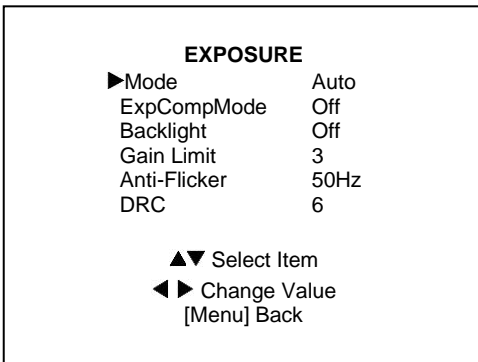 EXPOSURE
▶Mode Auto
ExpCompMode Off
Backlight Off
Gain Limit 3
Anti-Flicker 50Hz
DRC 6
▲▼ Select Item
◀ ▶ Change Value
[Menu] Back